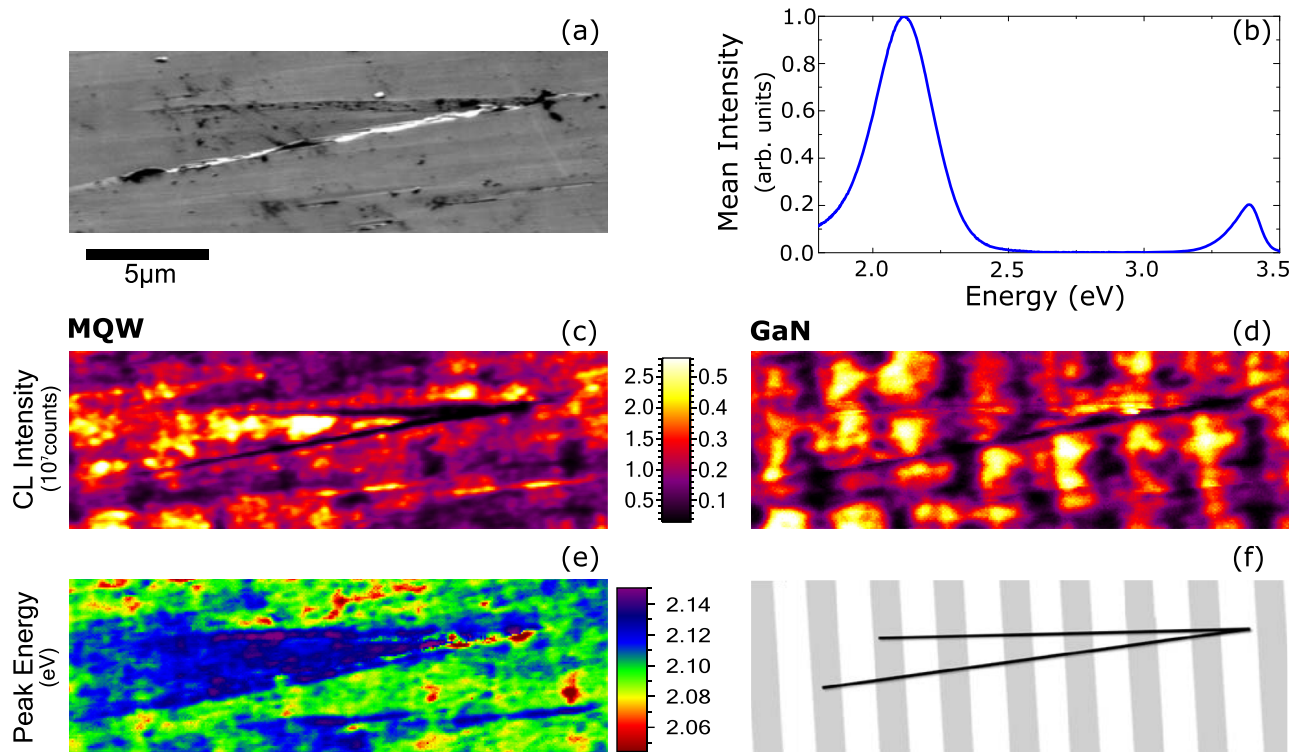 (a)
5μm
(b)
Mean Intensity
(arb. units)
1.0
0.8
0.6
0.4
0.2
0.0
2.0 2.5 3.0 3.5
Energy (eV)
MQW
(c)
CL Intensity
(10⁷counts)
2.5 0.5
2.0 0.4
1.5 0.3
1.0 0.2
0.5 0.1
GaN
(d)
(e)
Peak Energy
(eV)
2.14
2.12
2.10
2.08
2.06
(f)